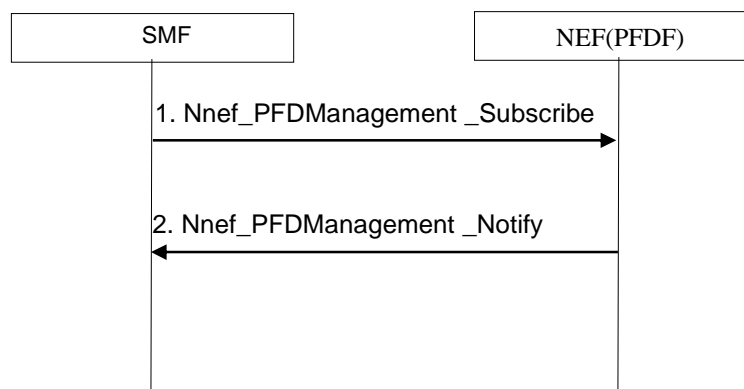 SMF
NEF(PFDF)
1. Nnef_PFDManagement _Subscribe
2. Nnef_PFDManagement _Notify